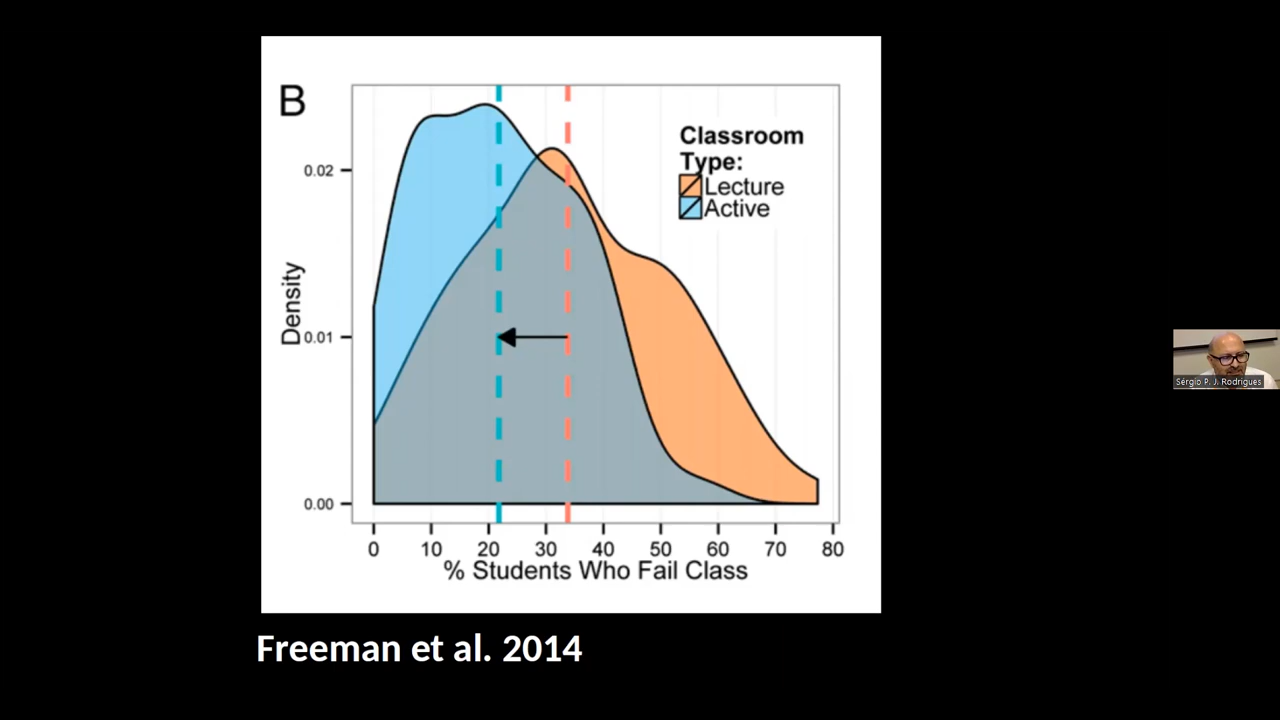 B
Classroom
Type:
Lecture
Active
Density
0.02
0.01
0.00
0 10 20 30 40 50 60 70 80
% Students Who Fail Class
Freeman et al. 2014
Sérgio P. J. Rodrigues